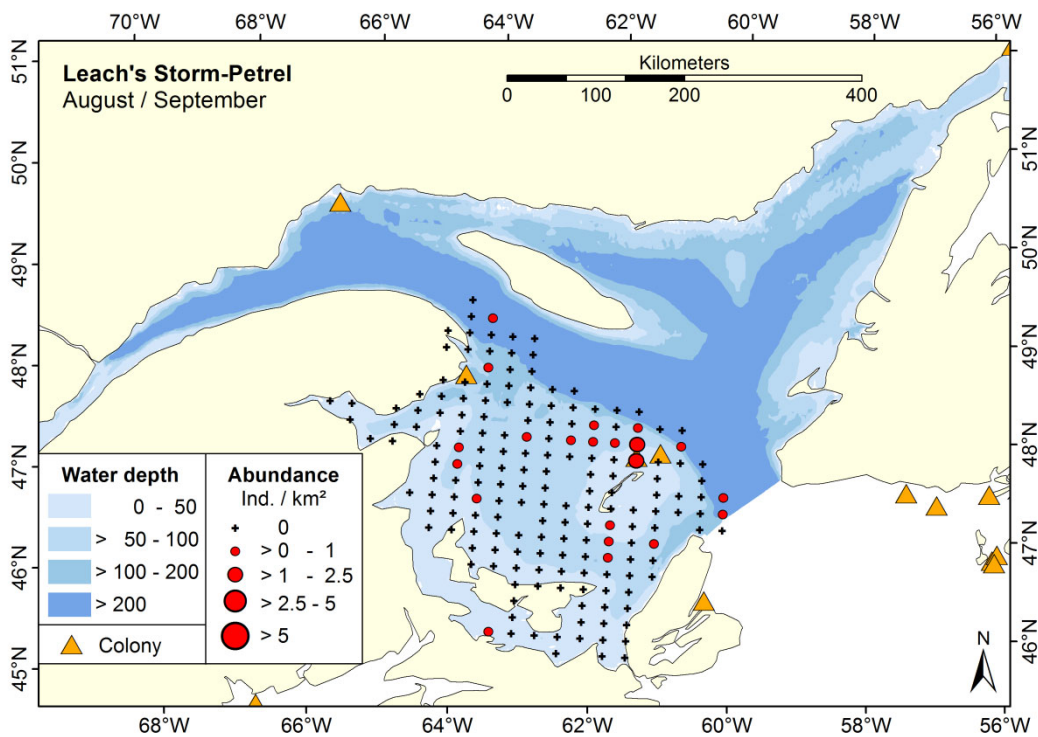 70°W 68°W 66°W 64°W 62°W 60°W 58°W 56°W
Leach's Storm-Petrel
August / September
Kilometers
0 100 200 400
51°N
50°N
49°N
48°N
47°N
46°N
45°N
51°N
50°N
49°N
48°N
47°N
46°N
Water depth
0 - 50
> 50 - 100
> 100 - 200
> 200
Colony
Abundance
Ind. / km²
0
> 0 - 1
> 1 - 2.5
> 2.5 - 5
> 5
N
68°W 66°W 64°W 62°W 60°W 58°W 56°W